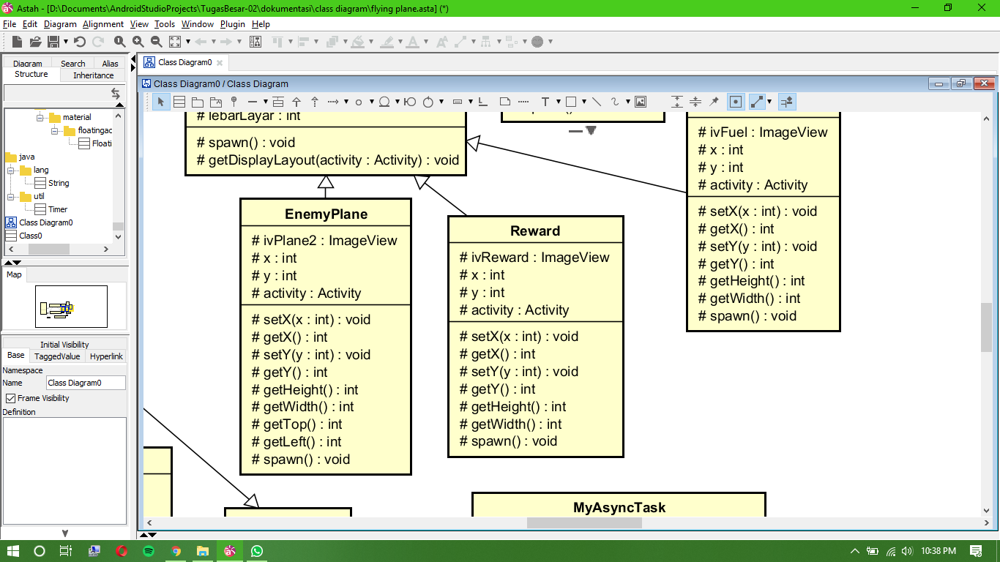 Astah - [D:\Documents\AndroidStudioProjects\TugasBesar-02\dokumentasi\class diagram\flying plane.asta] (*)
File Edit Diagram Alignment View Tools Window Plugin Help
Diagram Search Alias
Structure Inheritance
material
floatingac
Floati
java
lang
String
util
Timer
Class Diagram0
Class0
Map
Initial Visibility
Base TaggedValue Hyperlink
Namespace
Name Class Diagram0
Frame Visibility
Definition
Class Diagram0
Class Diagram0 / Class Diagram
# lebarLayar : int
# spawn() : void
# getDisplayLayout(activity : Activity) : void
EnemyPlane
# ivPlane2 : ImageView
# x : int
# y : int
# activity : Activity
# setX(x : int) : void
# getX() : int
# setY(y : int) : void
# getY() : int
# getHeight() : int
# getWidth() : int
# getTop() : int
# getLeft() : int
# spawn() : void
Reward
# ivReward : ImageView
# x : int
# y : int
# activity : Activity
# setX(x : int) : void
# getX() : int
# setY(y : int) : void
# getY() : int
# getHeight() : int
# getWidth() : int
# spawn() : void
# ivFuel : ImageView
# x : int
# y : int
# activity : Activity
# setX(x : int) : void
# getX() : int
# setY(y : int) : void
# getY() : int
# getHeight() : int
# getWidth() : int
# spawn() : void
MyAsyncTask
10:38 PM